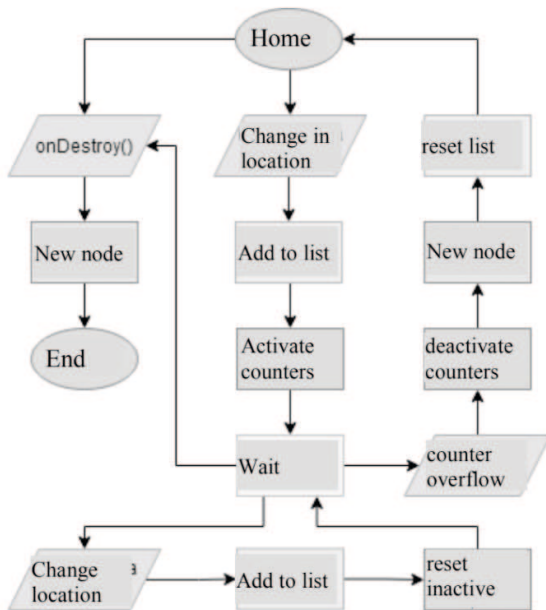 Home
onDestroy()
Change in
location
reset list
New node
Add to list
New node
End
Activate
counters
deactivate
counters
Wait
counter
overflow
Change
location
Add to list
reset
inactive